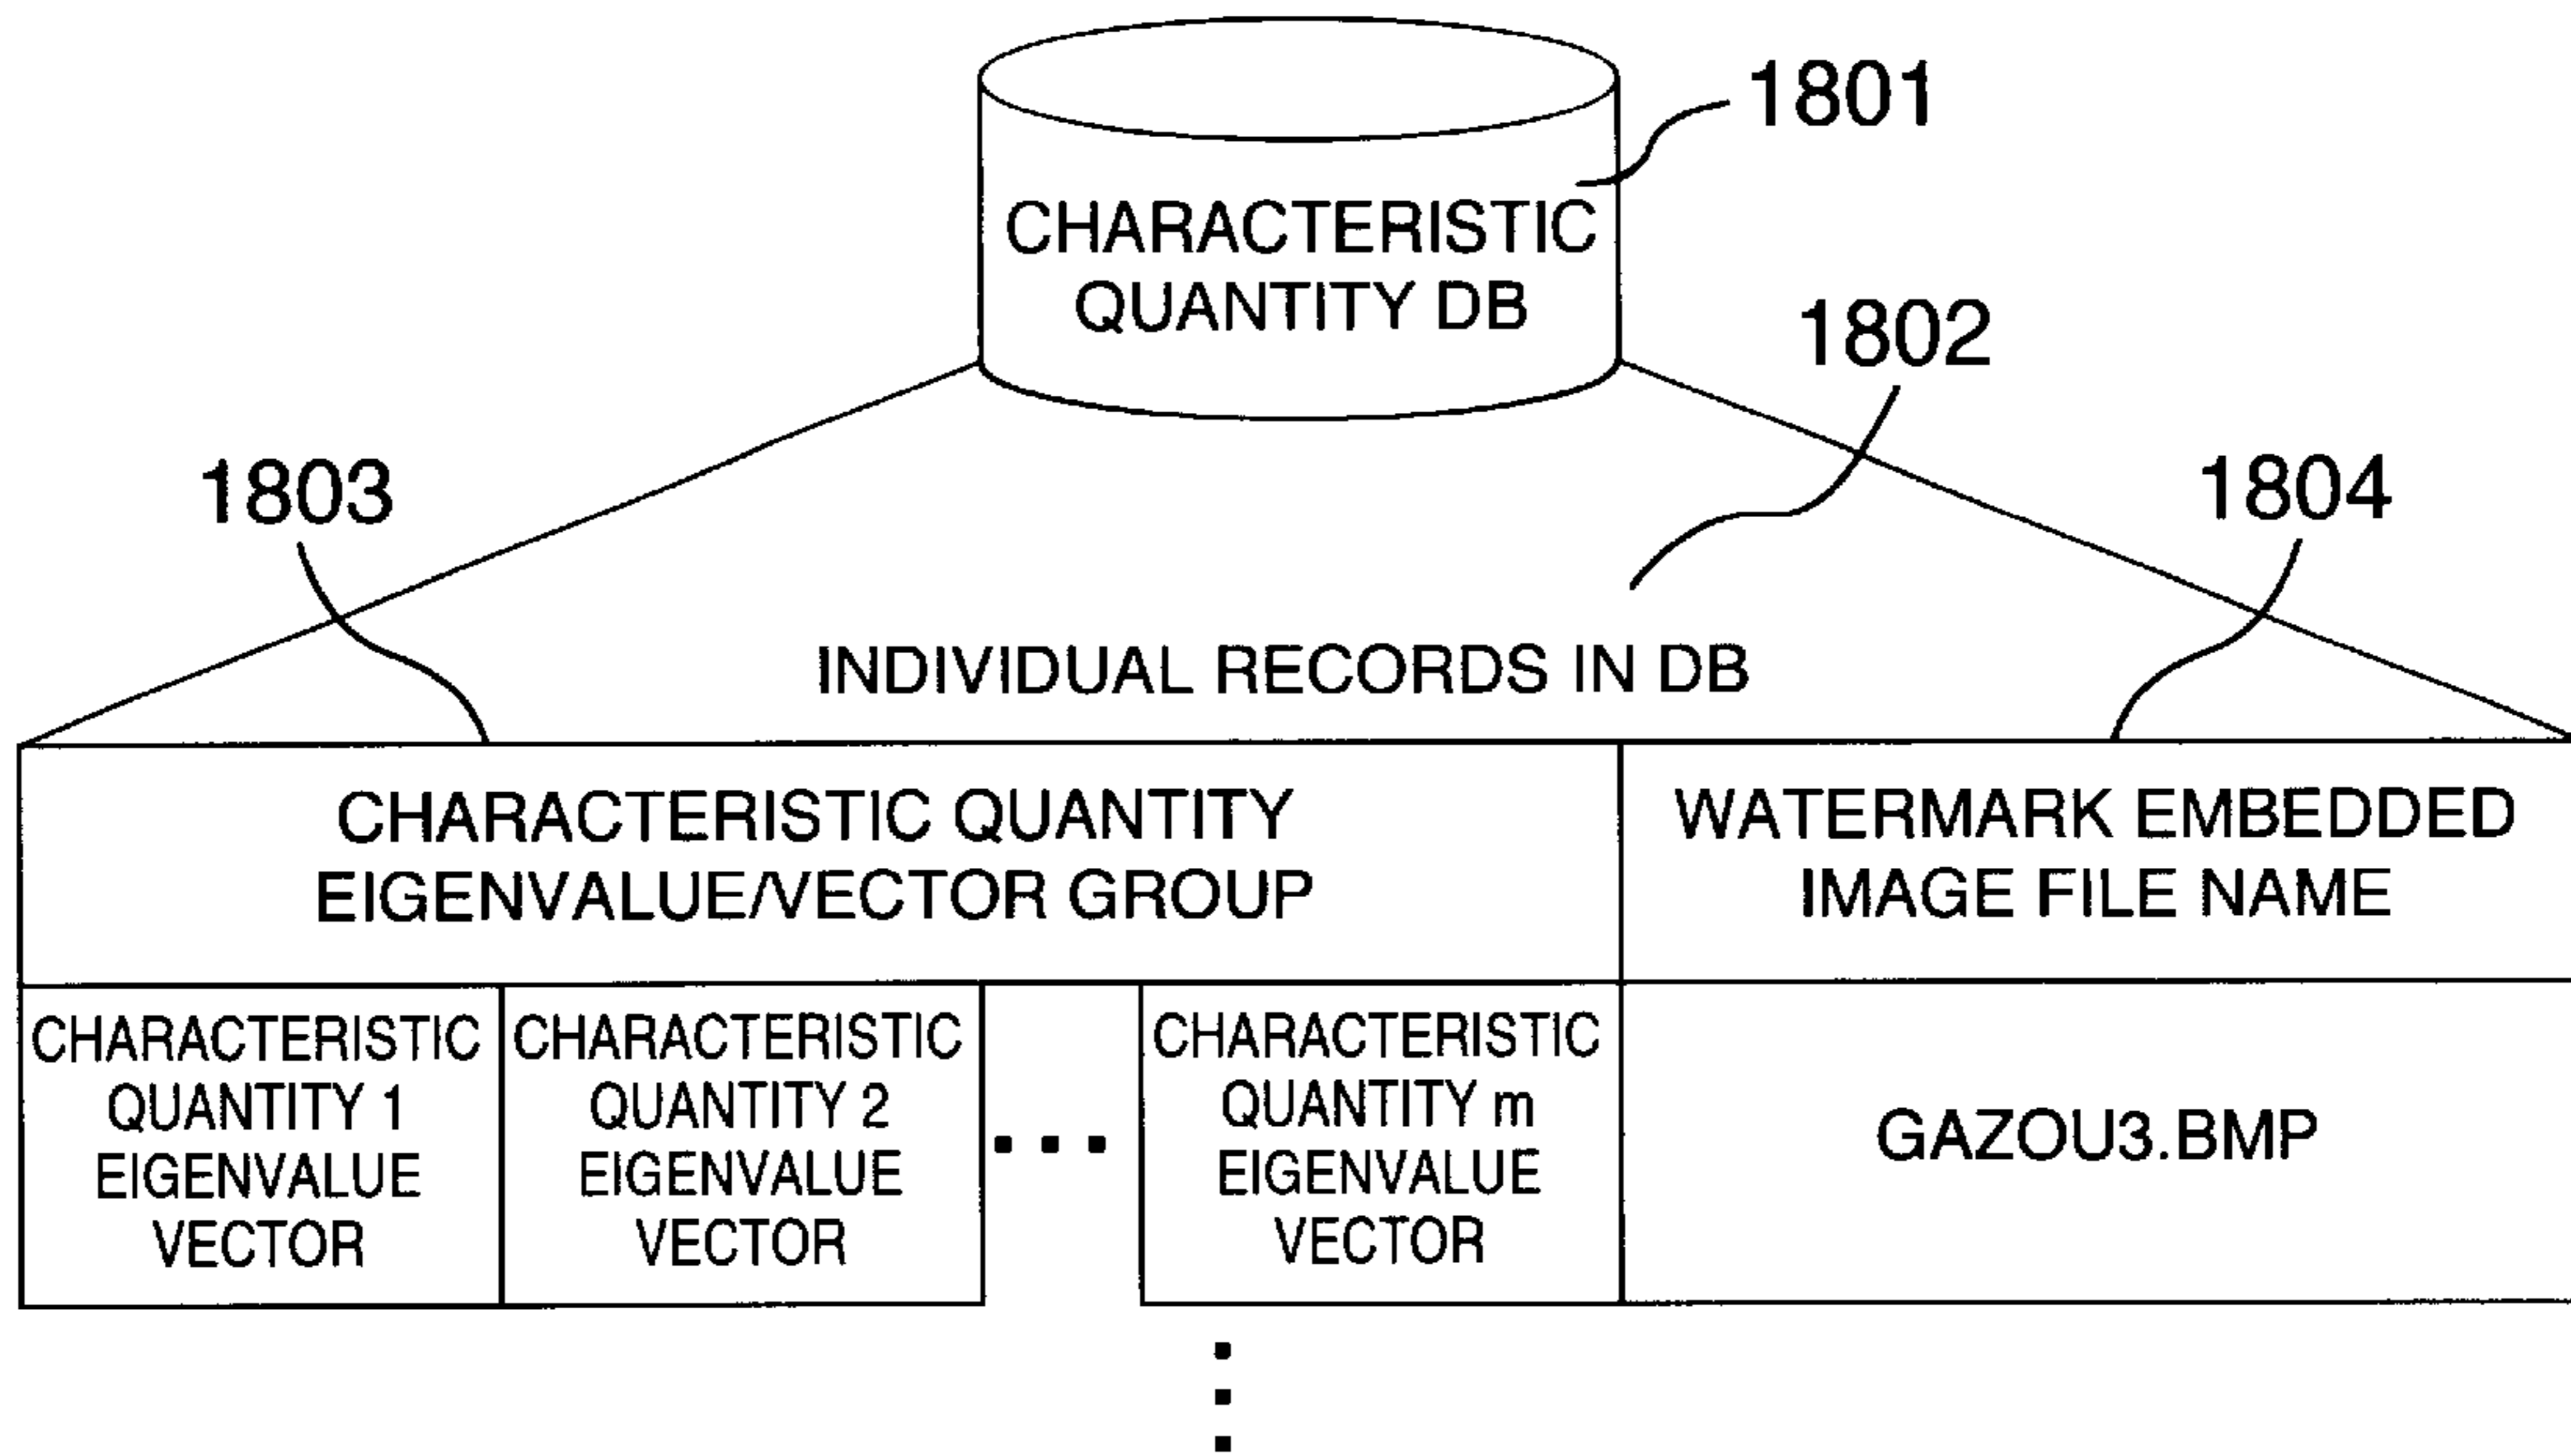 1801
CHARACTERISTIC
QUANTITY DB
1802
1803
1804
INDIVIDUAL RECORDS IN DB
CHARACTERISTIC QUANTITY
EIGENVALUE/VECTOR GROUP
WATERMARK EMBEDDED
IMAGE FILE NAME
CHARACTERISTIC
QUANTITY 1
EIGENVALUE
VECTOR
CHARACTERISTIC
QUANTITY 2
EIGENVALUE
VECTOR
...
CHARACTERISTIC
QUANTITY m
EIGENVALUE
VECTOR
GAZOU3.BMP